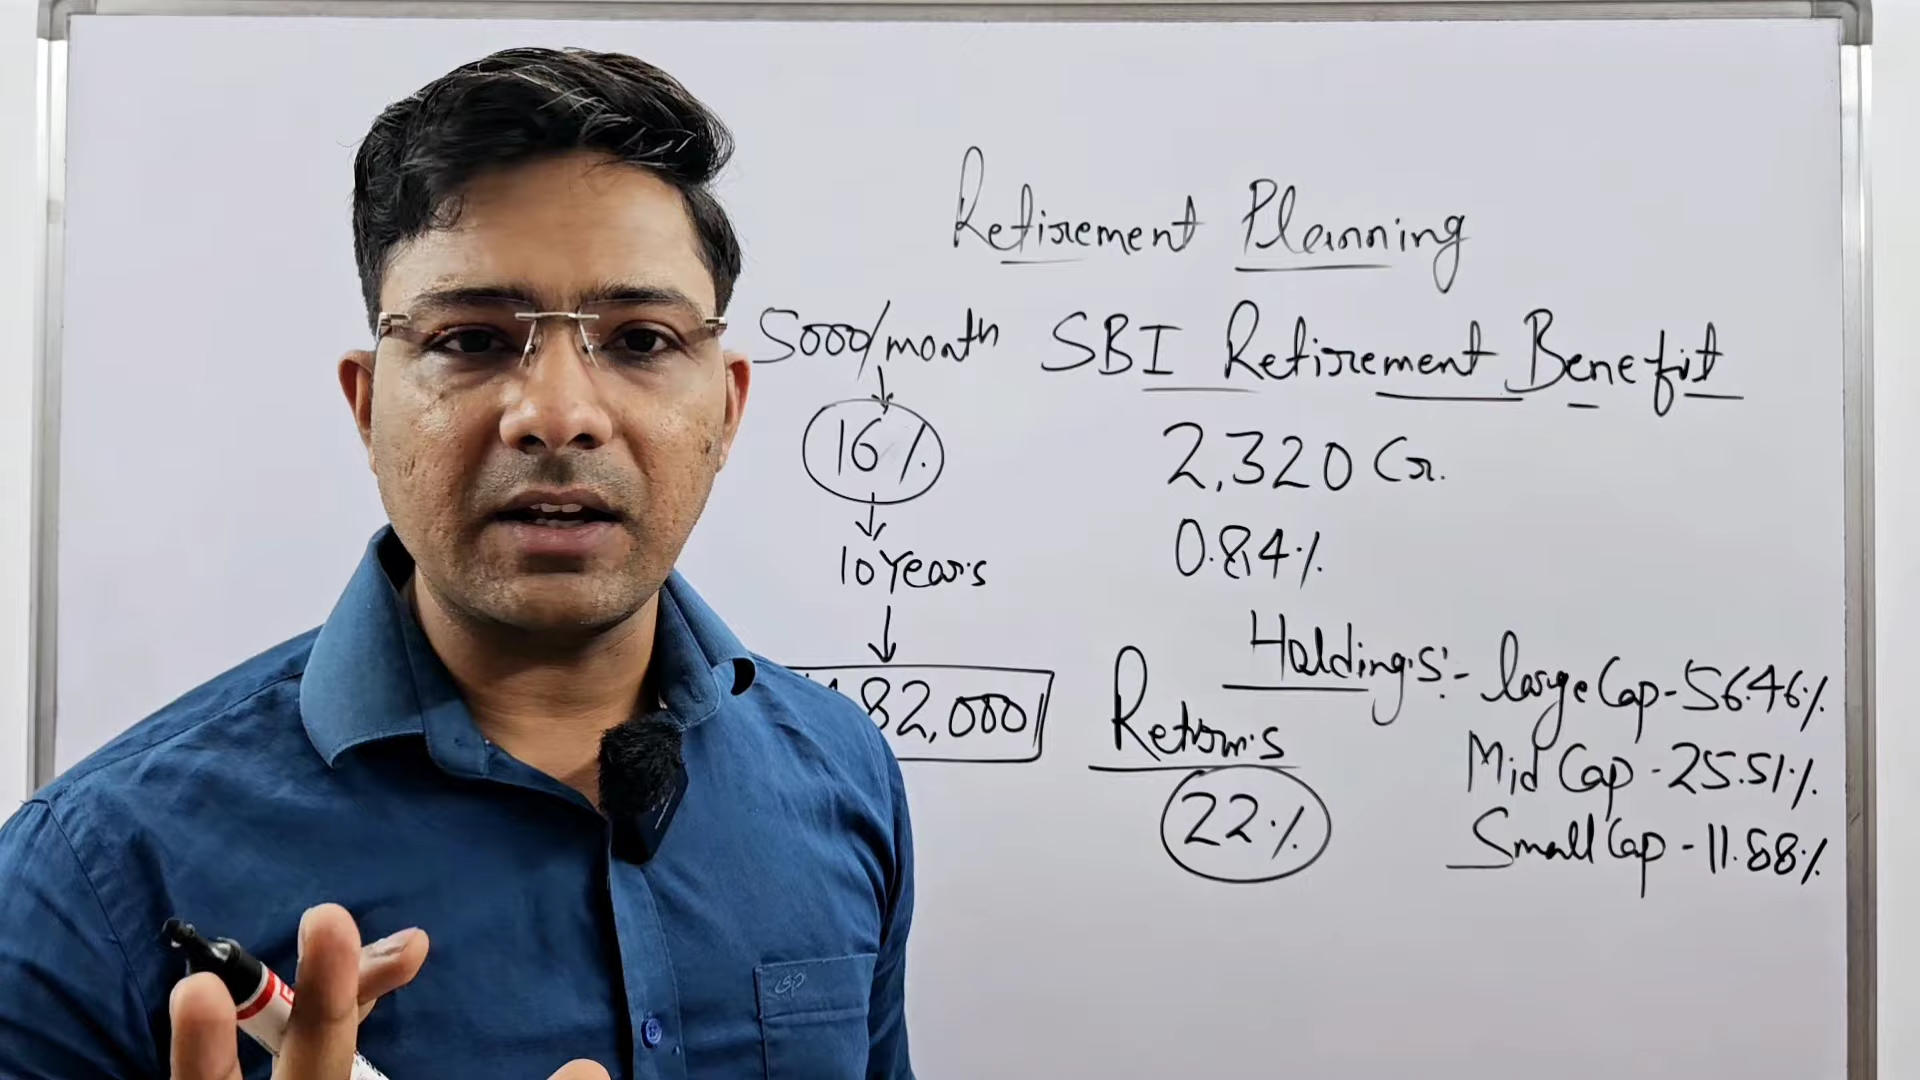 Retirement Planning
5000/month
16%
10 Years
82,000
SBI Retirement Benefit
2,320 Cr.
0.84%
Holdings:- Large Cap - 56.46%
Mid Cap - 25.51%
Small Cap - 11.88%
Returns
22%